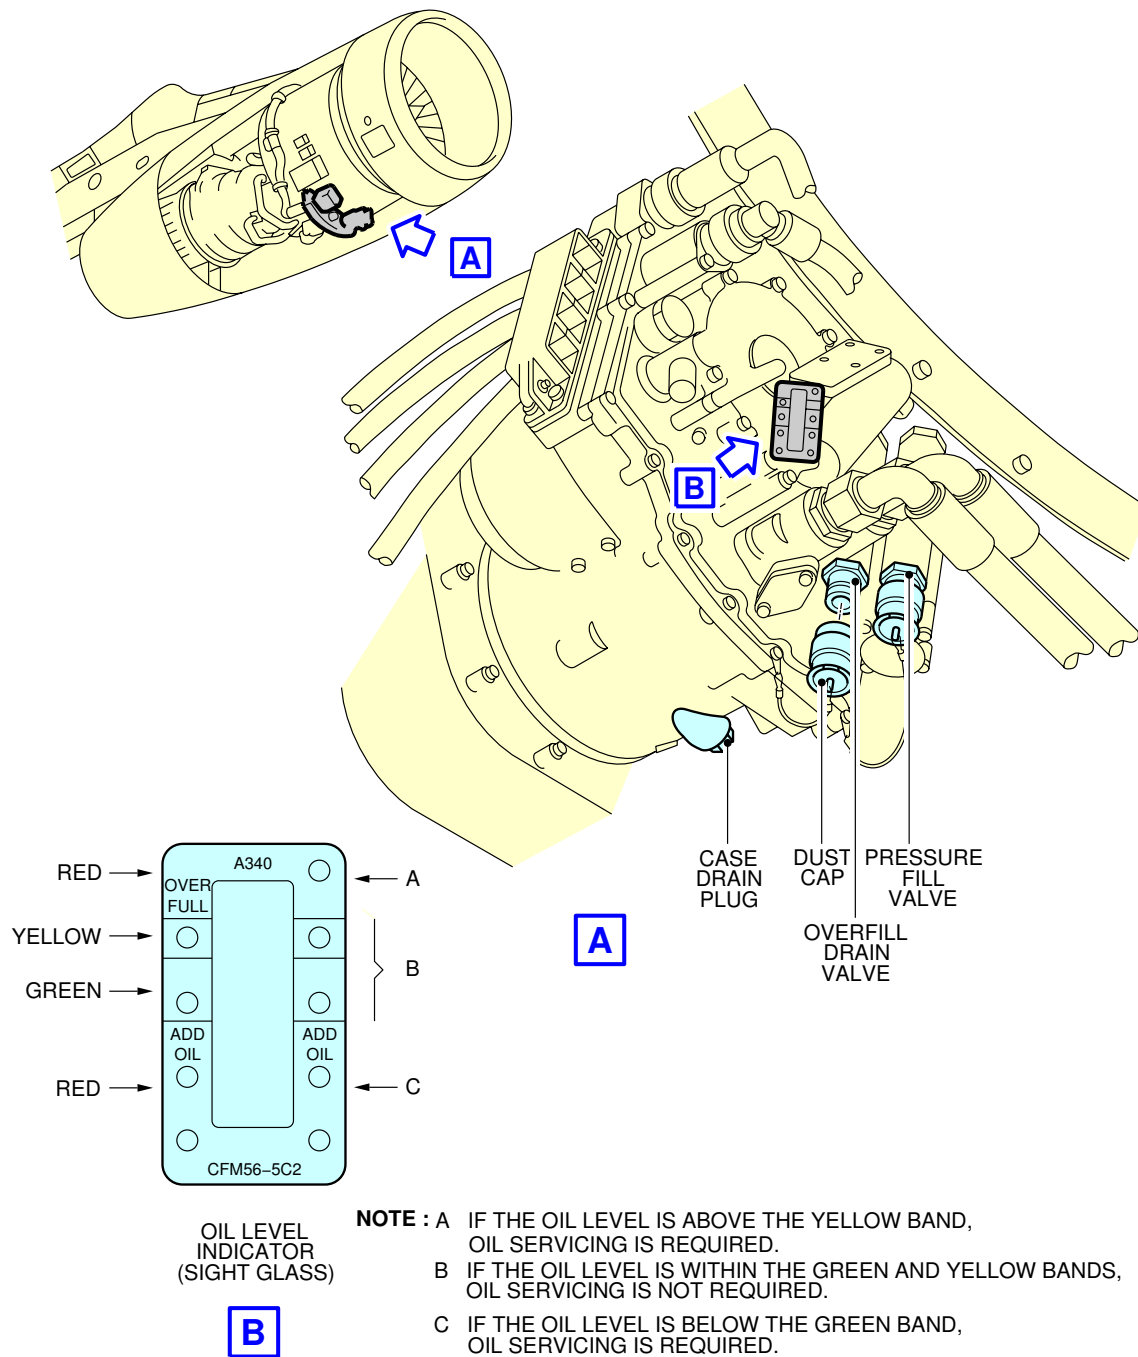 A
B
CASE
DRAIN
PLUG
DUST
CAP
PRESSURE
FILL
VALVE
OVERFILL
DRAIN
VALVE
A
RED
A340
OVER
FULL
A
YELLOW
GREEN
B
ADD
OIL
ADD
OIL
RED
C
CFM56–5C2
OIL LEVEL
INDICATOR
(SIGHT GLASS)
B
NOTE : A IF THE OIL LEVEL IS ABOVE THE YELLOW BAND,
OIL SERVICING IS REQUIRED.
B IF THE OIL LEVEL IS WITHIN THE GREEN AND YELLOW BANDS,
OIL SERVICING IS NOT REQUIRED.
C IF THE OIL LEVEL IS BELOW THE GREEN BAND,
OIL SERVICING IS REQUIRED.